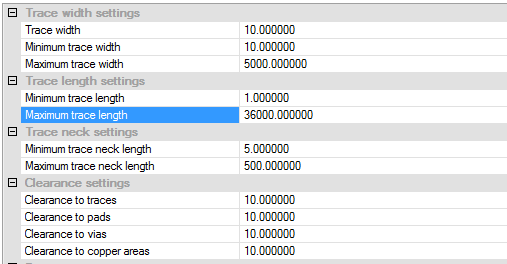 Trace width settings
Trace width 10.000000
Minimum trace width 10.000000
Maximum trace width 5000.000000
Trace length settings
Minimum trace length 1.000000
Maximum trace length 36000.000000
Trace neck settings
Minimum trace neck length 5.000000
Maximum trace neck length 500.000000
Clearance settings
Clearance to traces 10.000000
Clearance to pads 10.000000
Clearance to vias 10.000000
Clearance to copper areas 10.000000